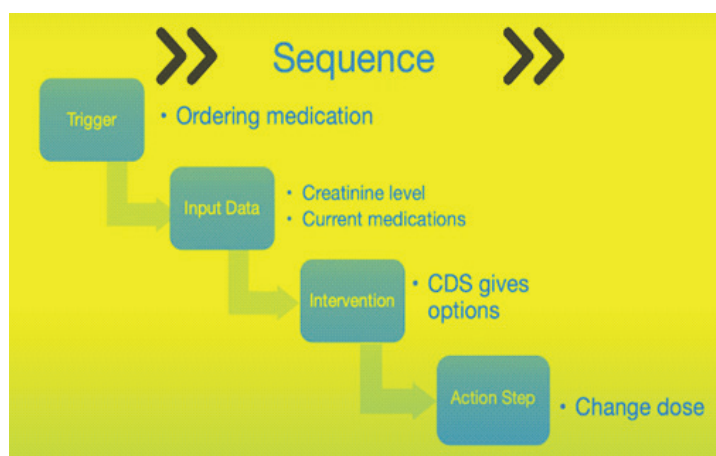 Sequence
Trigger
• Ordering medication
Input Data
• Creatinine level
• Current medications
Intervention
• CDS gives
options
Action Step
• Change dose